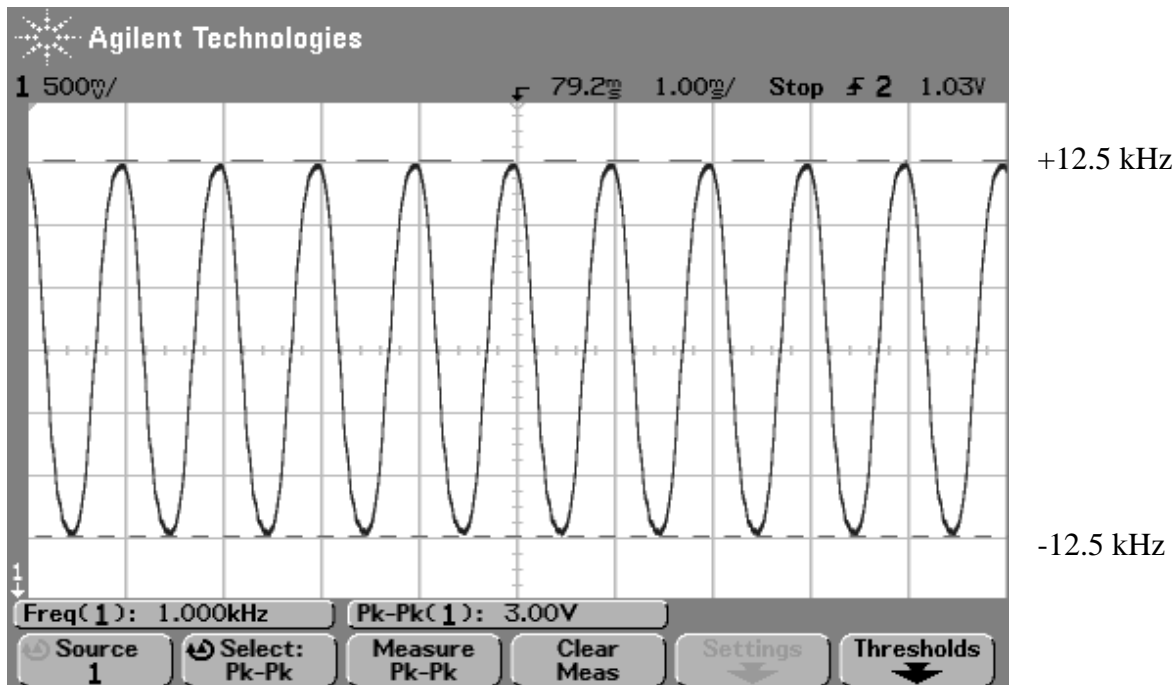 Agilent Technologies
1 500mV/ 79.2ms 1.00ms/ Stop 2 1.03V
+12.5 kHz
-12.5 kHz
1
Freq(1): 1.000kHz Pk-Pk(1): 3.00V
Source Select: Measure Clear Settings Thresholds
1 Pk-Pk Pk-Pk Meas